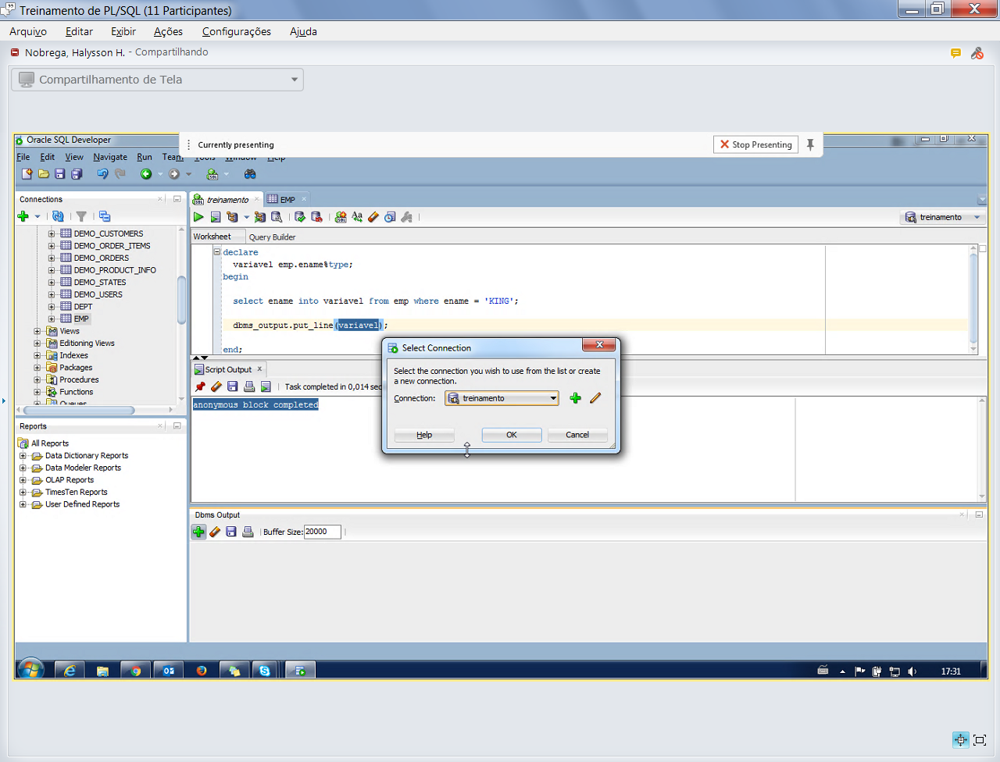 Treinamento de PL/SQL (11 Participantes)
Arquivo Editar Exibir Ações Configurações Ajuda
Nobrega, Halysson H. - Compartilhando
Compartilhamento de Tela
Oracle SQL Developer
Currently presenting
Stop Presenting
File Edit View Navigate Run Team Tools Window Help
Connections
treinamento
EMP
treinamento
Worksheet
Query Builder
DEMO_CUSTOMERS
DEMO_ORDER_ITEMS
DEMO_ORDERS
DEMO_PRODUCT_INFO
DEMO_STATES
DEMO_USERS
DEPT
EMP
Views
Editioning Views
Indexes
Packages
Procedures
Functions
Queues
declare
variavel emp.ename%type;
begin
select ename into variavel from emp where ename = 'KING';
dbms_output.put_line(variavel);
end;
Script Output
Task completed in 0,014 sec
anonymous block completed
Select Connection
Select the connection you wish to use from the list or create
a new connection.
Connection: treinamento
Help OK Cancel
Reports
All Reports
Data Dictionary Reports
Data Modeler Reports
OLAP Reports
TimesTen Reports
User Defined Reports
Dbms Output
Buffer Size: 20000
17:31